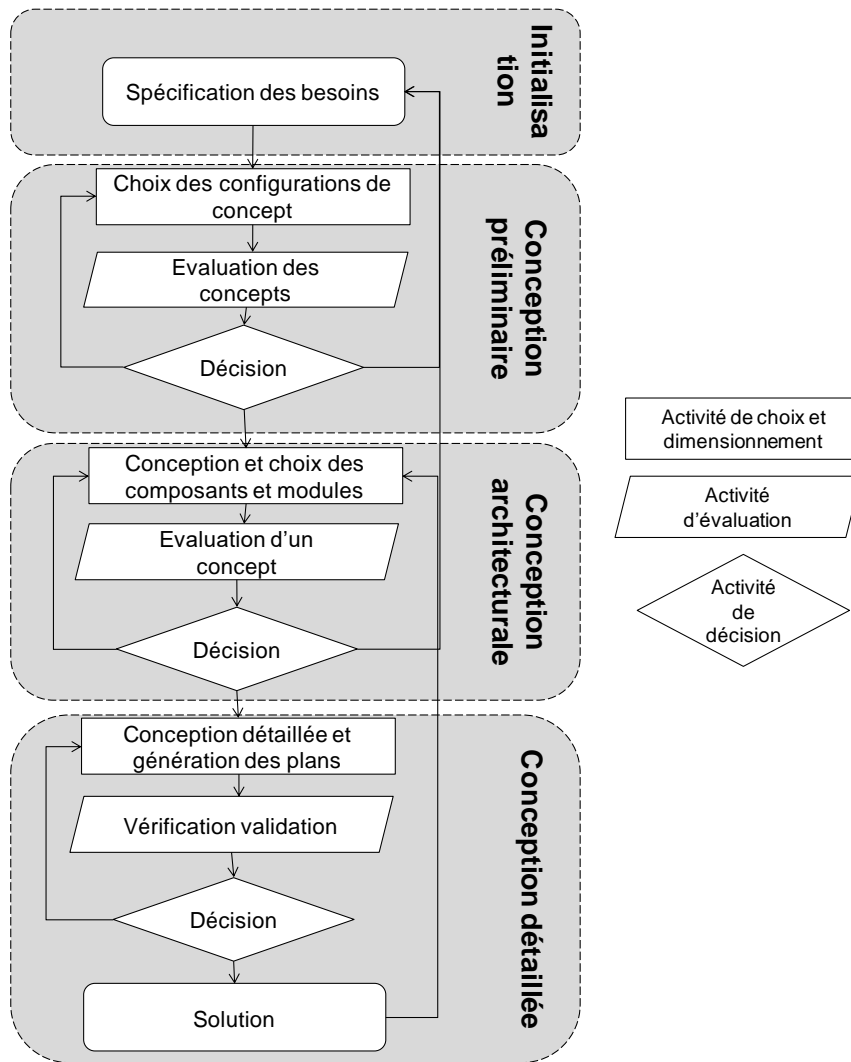 Spécification des besoins
Initialisa
tion
Choix des configurations de
concept
Evaluation des
concepts
Décision
Conception
préliminaire
Conception et choix des
composants et modules
Evaluation d'un
concept
Décision
Conception
architecturale
Conception détaillée et
génération des plans
Vérification validation
Décision
Solution
Conception détaillée
Activité de choix et
dimensionnement
Activité
d'évaluation
Activité
de
décision